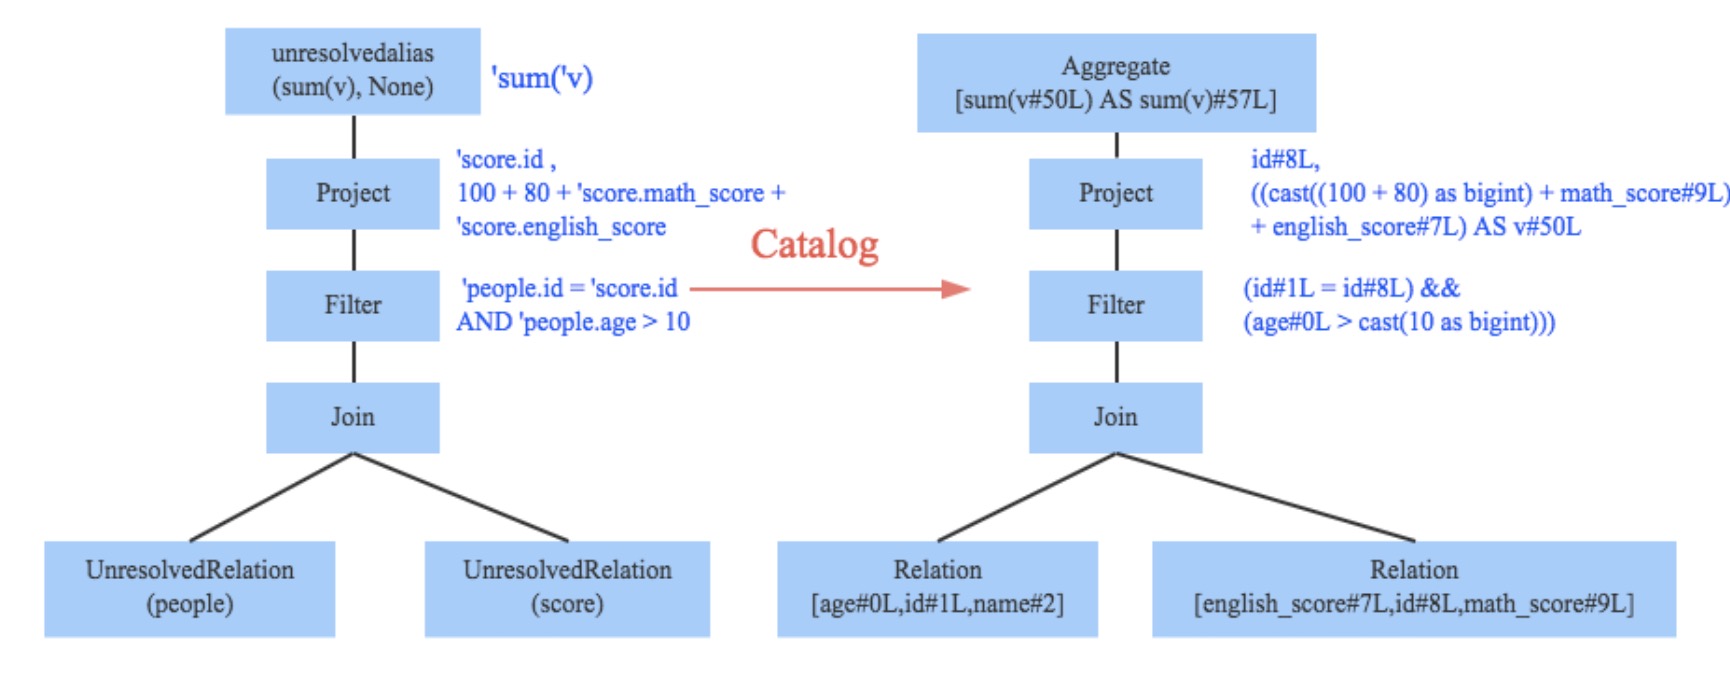 unresolvedalias
(sum(v), None)
'sum('v)
Project
'score.id ,
100 + 80 + 'score.math_score +
'score.english_score
Filter
'people.id = 'score.id
AND 'people.age > 10
Join
UnresolvedRelation
(people)
UnresolvedRelation
(score)
Catalog
Aggregate
[sum(v#50L) AS sum(v)#57L]
Project
id#8L,
((cast((100 + 80) as bigint) + math_score#9L)
+ english_score#7L) AS v#50L
Filter
(id#1L = id#8L) &&
(age#0L > cast(10 as bigint)))
Join
Relation
[age#0L,id#1L,name#2]
Relation
[english_score#7L,id#8L,math_score#9L]